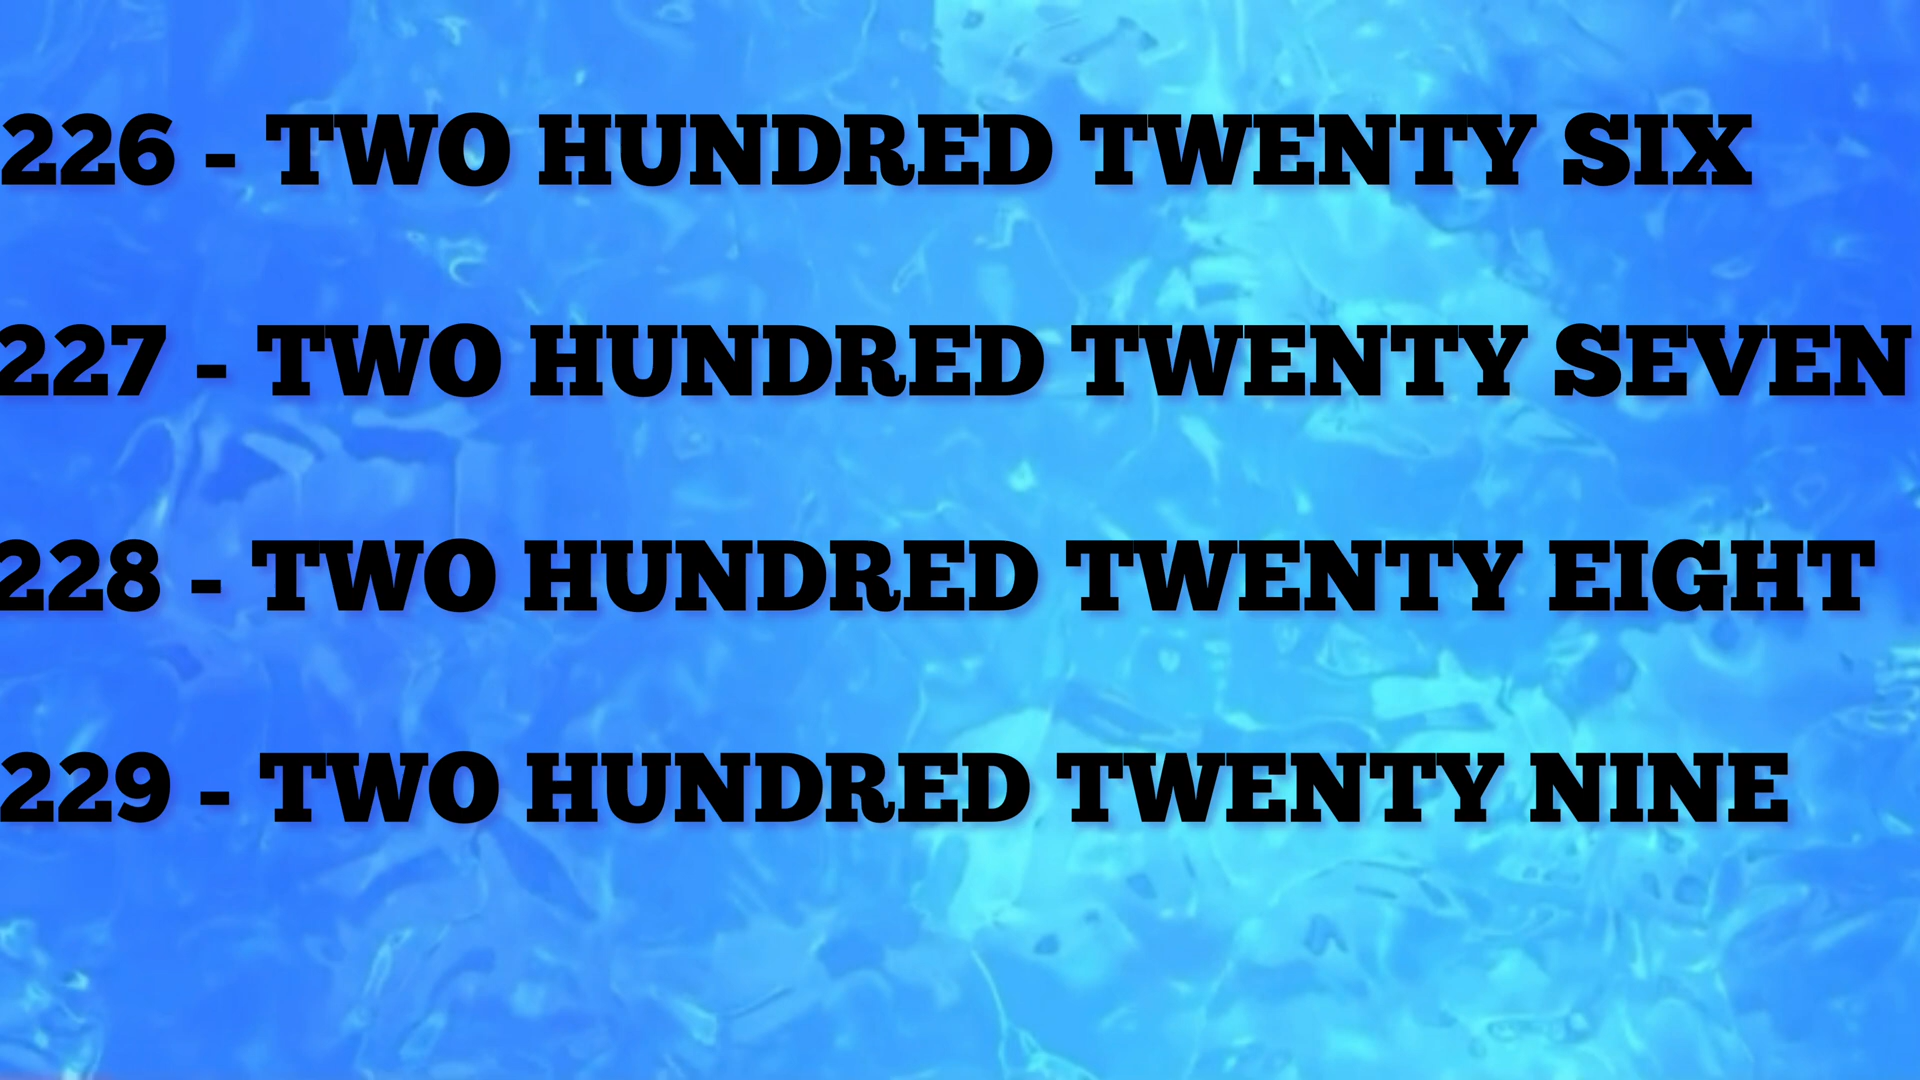 226 - TWO HUNDRED TWENTY SIX
227 - TWO HUNDRED TWENTY SEVEN
228 - TWO HUNDRED TWENTY EIGHT
229 - TWO HUNDRED TWENTY NINE